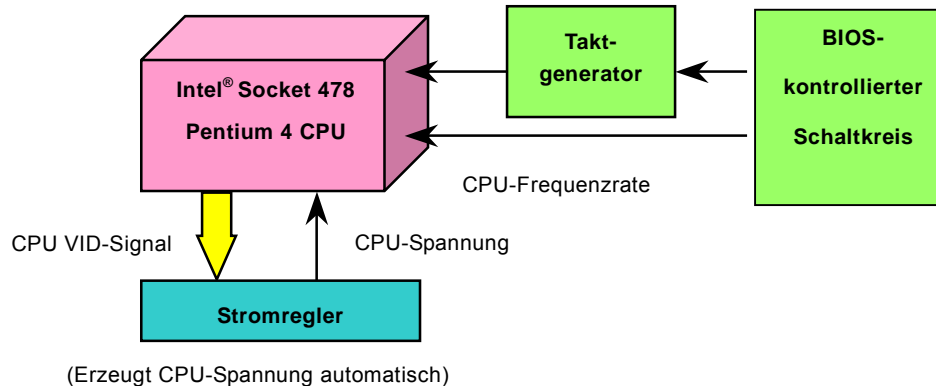 Intel® Socket 478
Pentium 4 CPU
Takt-
generator
BIOS-
kontrollierter
Schaltkreis
CPU-Frequenzrate
CPU VID-Signal
CPU-Spannung
Stromregler
(Erzeugt CPU-Spannung automatisch)